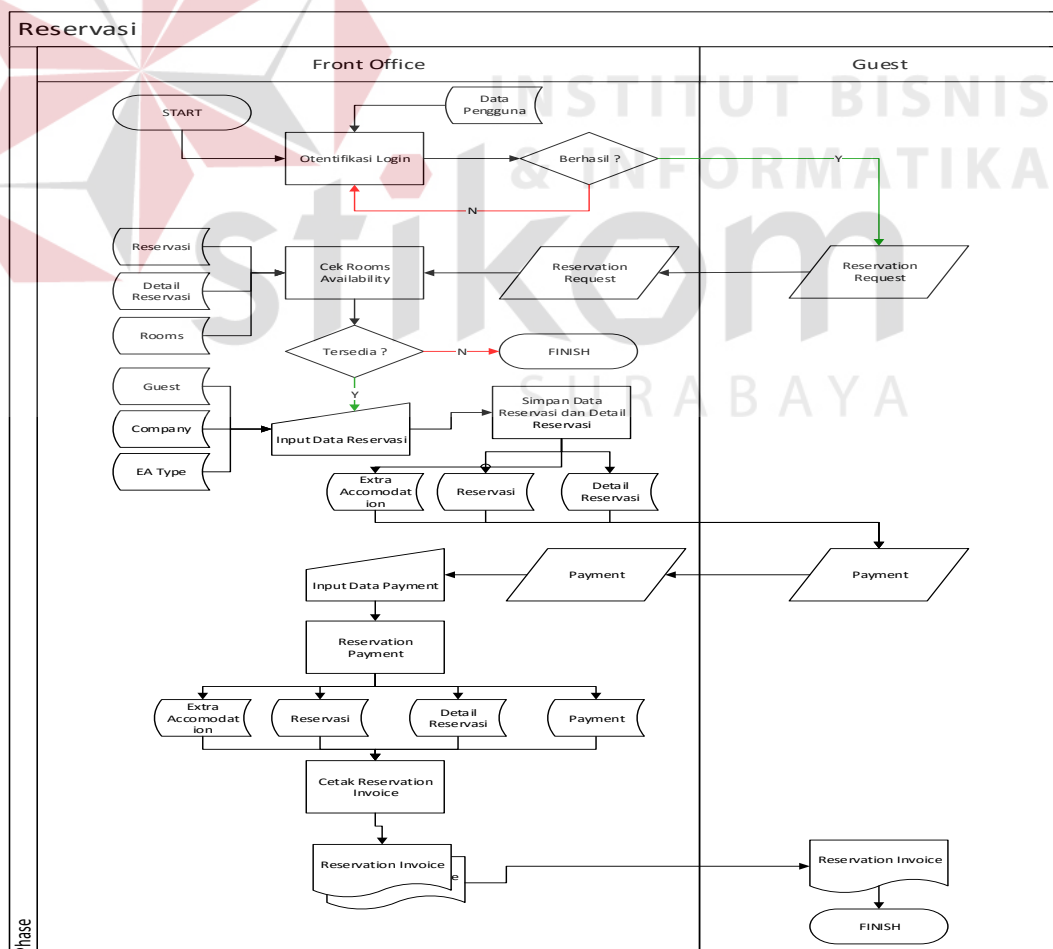 Reservasi
Front Office
Guest
INSTITUT BISNIS
& INFORMATIKA
stikom
SURABAYA
START
Data
Pengguna
Otentifikasi Login
Berhasil ?
Y
N
Reservasi
Detail
Reservasi
Rooms
Cek Rooms
Availability
Reservation
Request
Reservation
Request
Tersedia ?
N
FINISH
Y
Guest
Company
EA Type
Input Data Reservasi
Simpan Data
Reservasi dan Detail
Reservasi
Extra
Accomodat
ion
Reservasi
Detail
Reservasi
Input Data Payment
Payment
Payment
Reservation
Payment
Extra
Accomodat
ion
Reservasi
Detail
Reservasi
Payment
Cetak Reservation
Invoice
Reservation Invoice
e
Reservation Invoice
FINISH
Phase